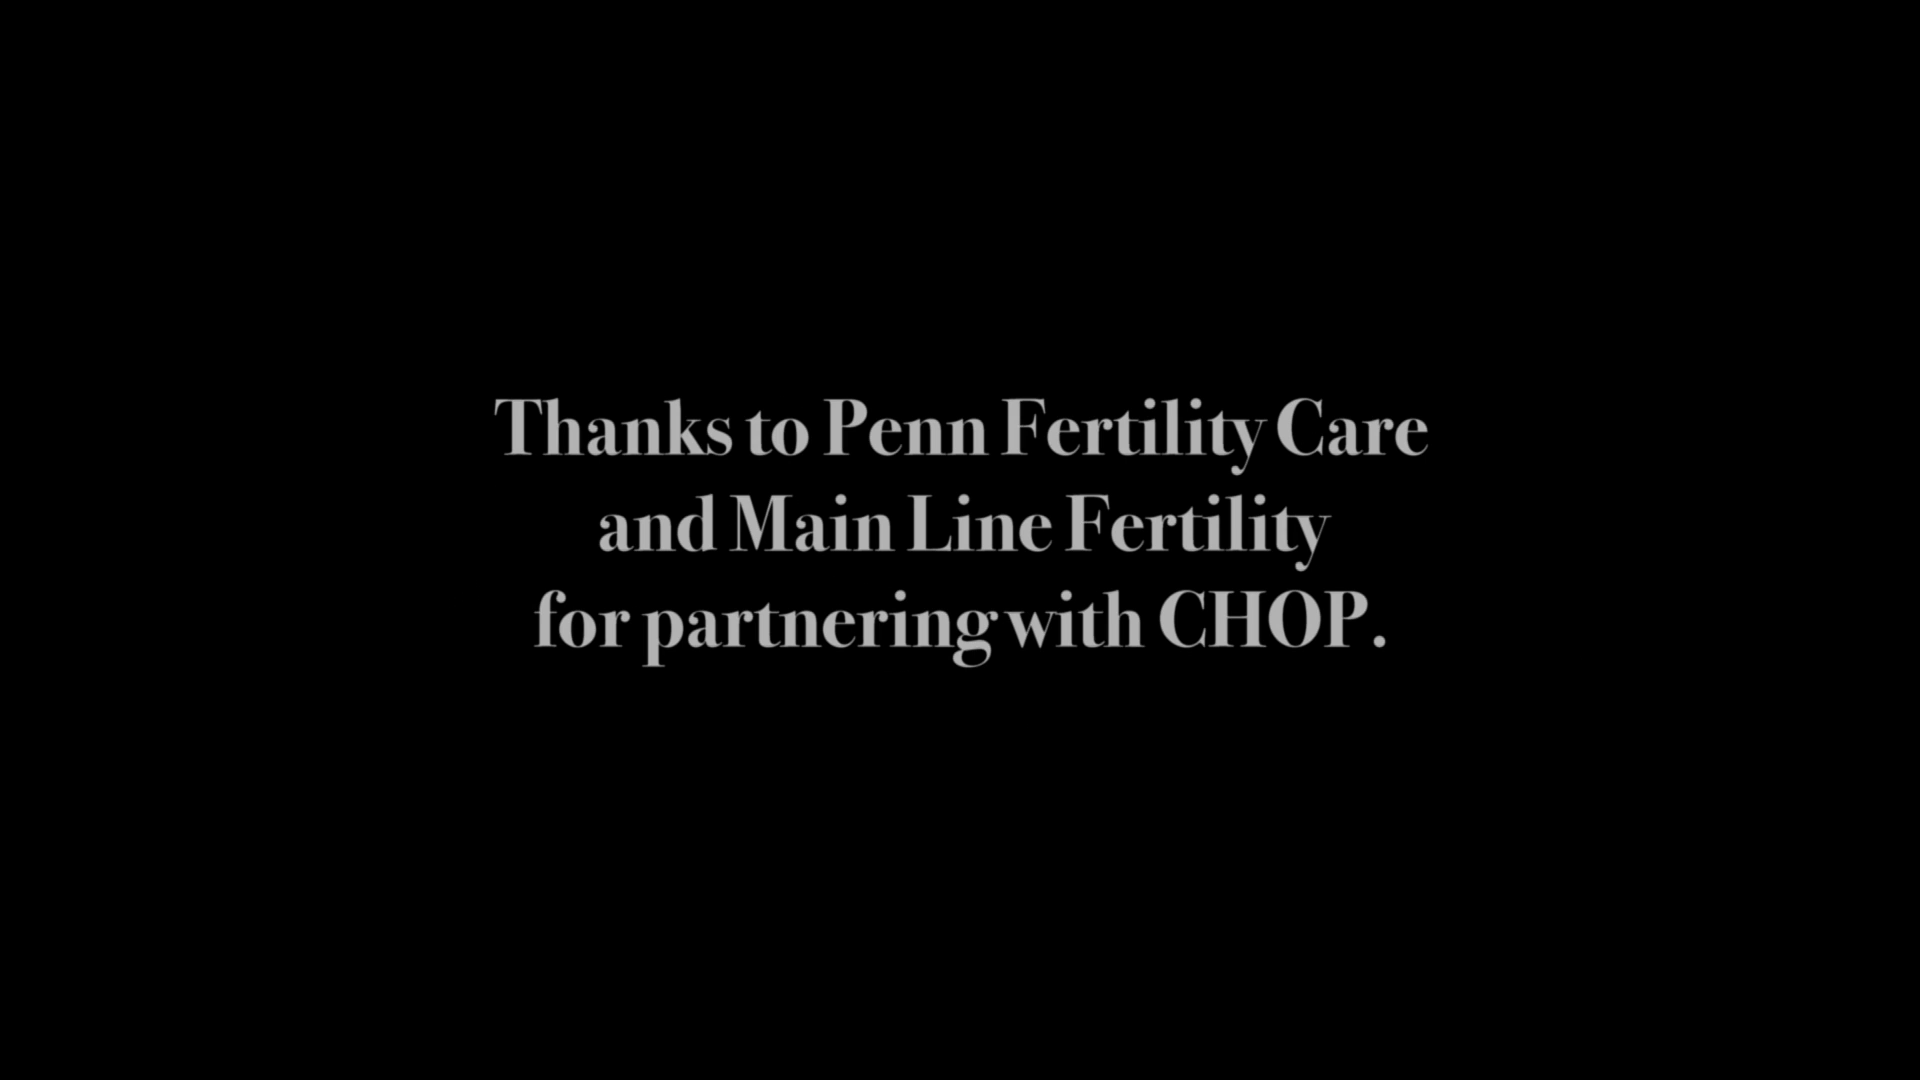 Thanks to Penn Fertility Care
and Main Line Fertility
for partnering with CHOP.